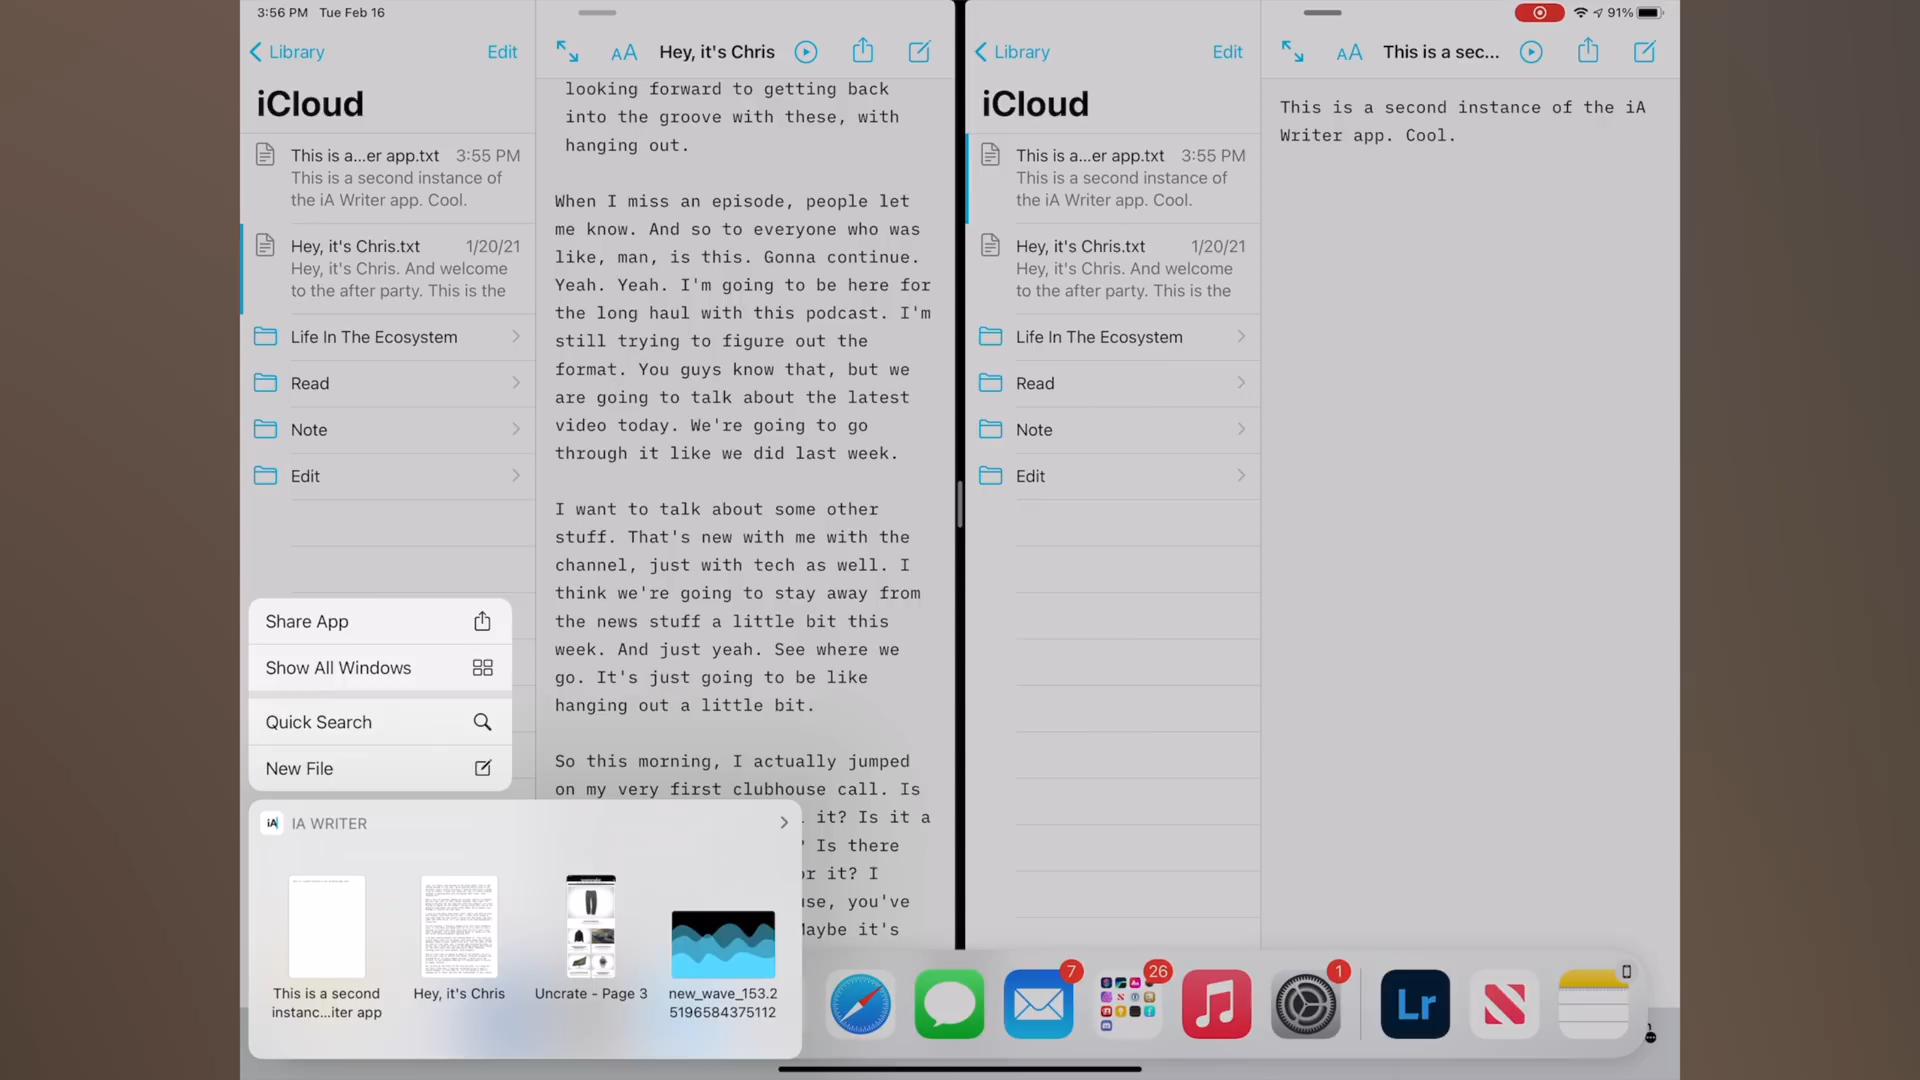 3:56 PM Tue Feb 16
91%
Library
Edit
AA
Hey, it's Chris
iCloud
This is a...er app.txt 3:55 PM
This is a second instance of
the iA Writer app. Cool.
Hey, it's Chris.txt 1/20/21
Hey, it's Chris. And welcome
to the after party. This is the
Life In The Ecosystem
Read
Note
Edit
looking forward to getting back
into the groove with these, with
hanging out.
When I miss an episode, people let
me know. And so to everyone who was
like, man, is this. Gonna continue.
Yeah. Yeah. I'm going to be here for
the long haul with this podcast. I'm
still trying to figure out the
format. You guys know that, but we
are going to talk about the latest
video today. We're going to go
through it like we did last week.
I want to talk about some other
stuff. That's new with me with the
channel, just with tech as well. I
think we're going to stay away from
the news stuff a little bit this
week. And just yeah. See where we
go. It's just going to be like
hanging out a little bit.
So this morning, I actually jumped
on my very first clubhouse call. Is
it? Is it a
? Is there
or it? I
use, you've
Maybe it's
Library
Edit
AA
This is a sec...
iCloud
This is a...er app.txt 3:55 PM
This is a second instance of
the iA Writer app. Cool.
Hey, it's Chris.txt 1/20/21
Hey, it's Chris. And welcome
to the after party. This is the
Life In The Ecosystem
Read
Note
Edit
This is a second instance of the iA
Writer app. Cool.
Share App
Show All Windows
Quick Search
New File
iA IA WRITER
This is a second
instanc...iter app
Hey, it's Chris
Uncrate - Page 3
new_wave_153.2
5196584375112
7
26
1
Lr